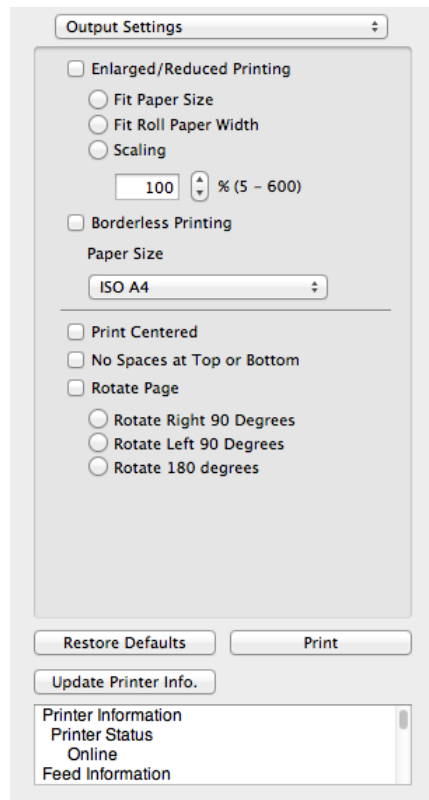 Output Settings
Enlarged/Reduced Printing
Fit Paper Size
Fit Roll Paper Width
Scaling
100 % (5 – 600)
Borderless Printing
Paper Size
ISO A4
Print Centered
No Spaces at Top or Bottom
Rotate Page
Rotate Right 90 Degrees
Rotate Left 90 Degrees
Rotate 180 degrees
Restore Defaults Print
Update Printer Info.
Printer Information
Printer Status
Online
Feed Information